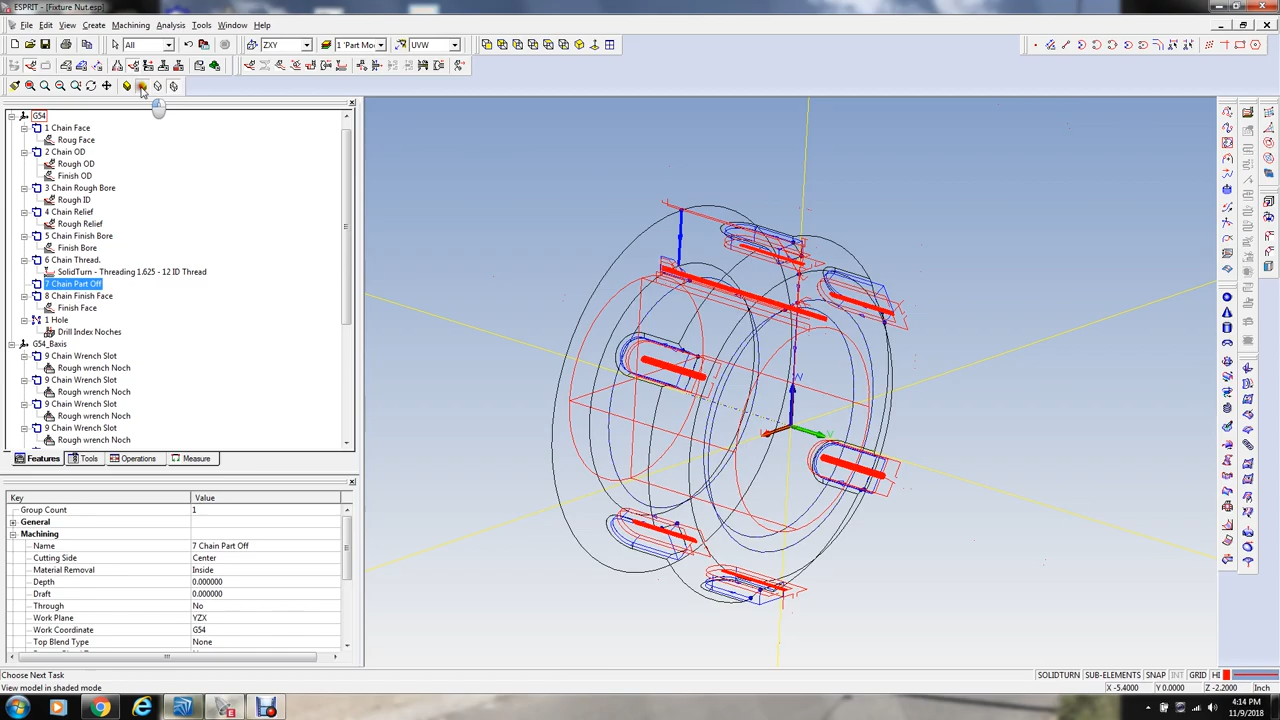 ESPRIT - [Fixture Nut.esp]
File Edit View Create Machining Analysis Tools Window Help
All ZXY 1 'Part Mo UVW
G54
1 Chain Face
Roug Face
2 Chain OD
Rough OD
Finish OD
3 Chain Rough Bore
Rough ID
4 Chain Relief
Rough Relief
5 Chain Finish Bore
Finish Bore
6 Chain Thread.
SolidTurn - Threading 1.625 - 12 ID Thread
7 Chain Part Off
8 Chain Finish Face
Finish Face
1 Hole
Drill Index Noches
G54_Baxis
9 Chain Wrench Slot
Rough wrench Noch
9 Chain Wrench Slot
Rough wrench Noch
9 Chain Wrench Slot
Rough wrench Noch
9 Chain Wrench Slot
Rough wrench Noch
Features Tools Operations Measure
Key Value
Group Count 1
General
Machining
Name 7 Chain Part Off
Cutting Side Center
Material Removal Inside
Depth 0.000000
Draft 0.000000
Through No
Work Plane YZX
Work Coordinate G54
Top Blend Type None
W
U
V
Choose Next Task
SOLIDTURN SUB-ELEMENTS SNAP INT GRID HI
View model in shaded mode
X -5.4000 Y 0.0000 Z -2.2000 Inch
4:14 PM
11/9/2018